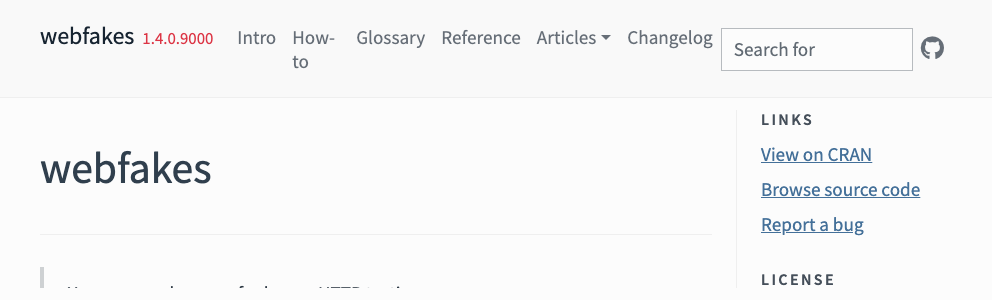 webfakes 1.4.0.9000 Intro How- Glossary Reference Articles Changelog Search for
to
webfakes
LINKS
View on CRAN
Browse source code
Report a bug
LICENSE